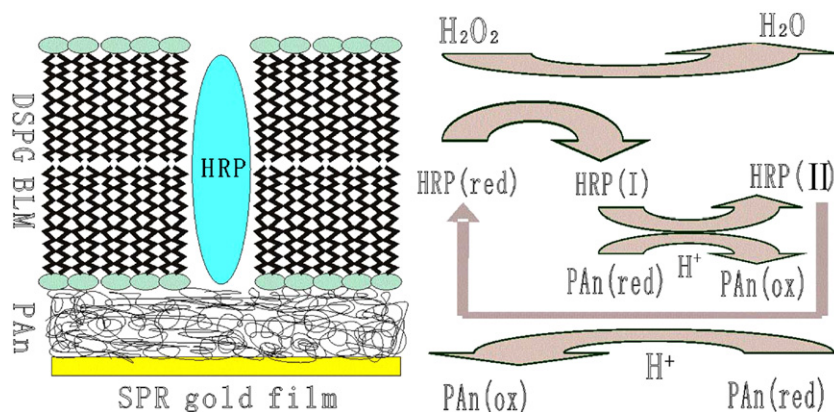 DSPG BLM
PAn
HRP
SPR gold film
H₂O₂
H₂O
HRP(red)
HRP(I)
HRP(II)
PAn(red)
H⁺
PAn(ox)
PAn(ox)
H⁺
PAn(red)